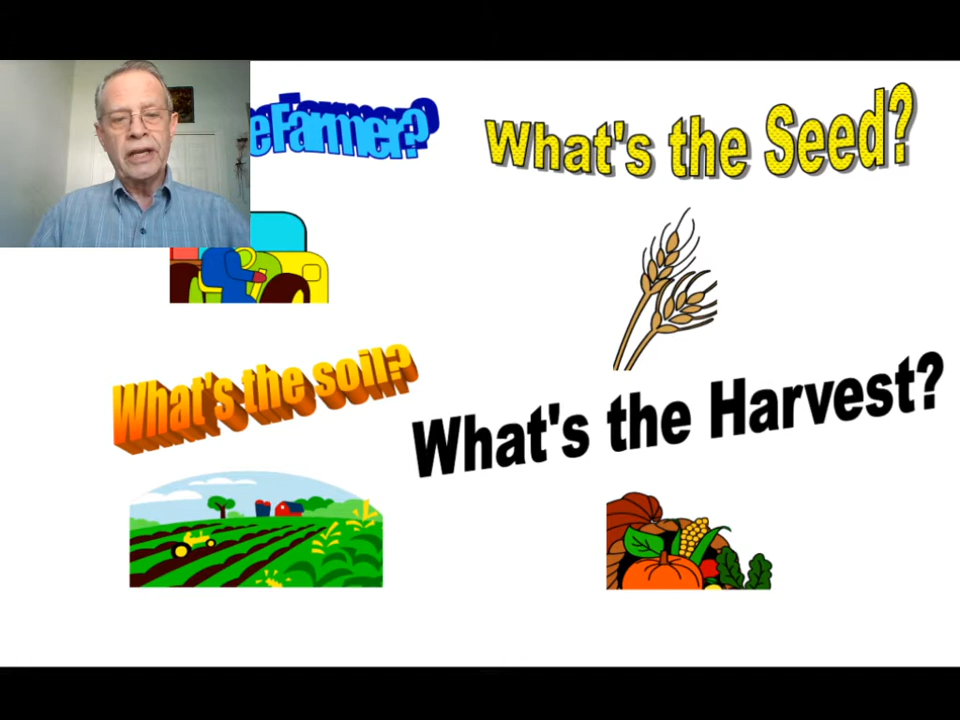 e Farmer?
What's the Seed?
What's the soil?
What's the Harvest?